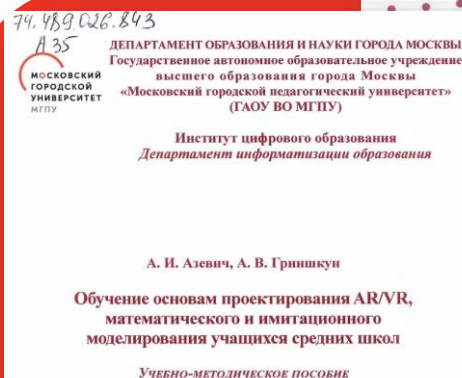 74.489.026.843
А 35
МОСКОВСКИЙ
ГОРОДСКОЙ
УНИВЕРСИТЕТ
МГПУ
ДЕПАРТАМЕНТ ОБРАЗОВАНИЯ И НАУКИ ГОРОДА МОСКВЫ
Государственное автономное образовательное учреждение
высшего образования города Москвы
«Московский городской педагогический университет»
(ГАОУ ВО МГПУ)
Институт цифрового образования
Департамент информатизации образования
А. И. Азевич, А. В. Гриншкун
Обучение основам проектирования AR/VR,
математического и имитационного
моделирования учащихся средних школ
УЧЕБНО-МЕТОДИЧЕСКОЕ ПОСОБИЕ